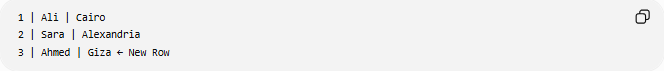 1 | Ali | Cairo
2 | Sara | Alexandria
3 | Ahmed | Giza ← New Row